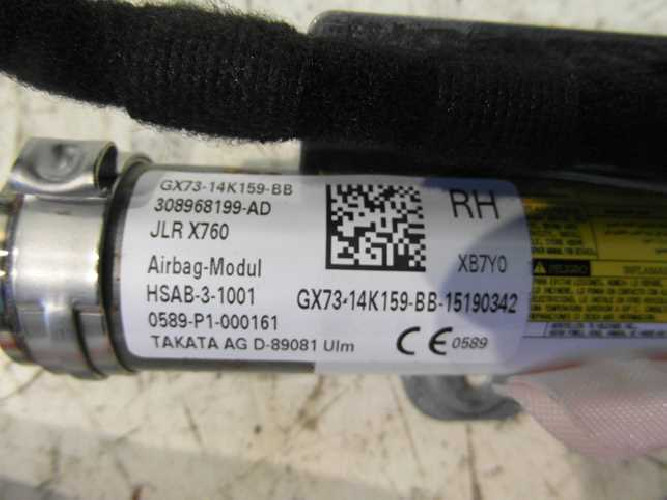 GX73-14K159-BB
308968199-AD
JLR X760
RH
Airbag-Modul
XB7Y0
HSAB-3-1001
GX73-14K159-BB-15190342
0589-P1-000161
TAKATA AG D-89081 Ulm
CE 0589